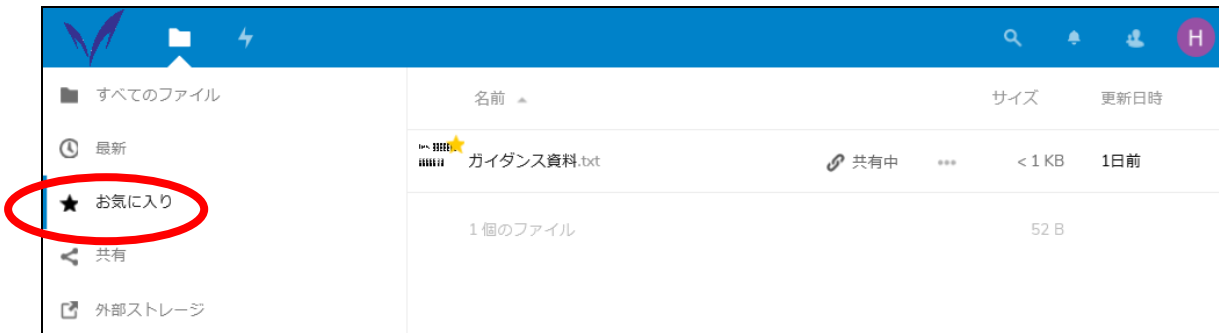 H
すべてのファイル
名前 サイズ 更新日時
最新
ガイダンス資料.txt 共有中 ••• < 1 KB 1日前
お気に入り
1 個のファイル 52 B
共有
外部ストレージ